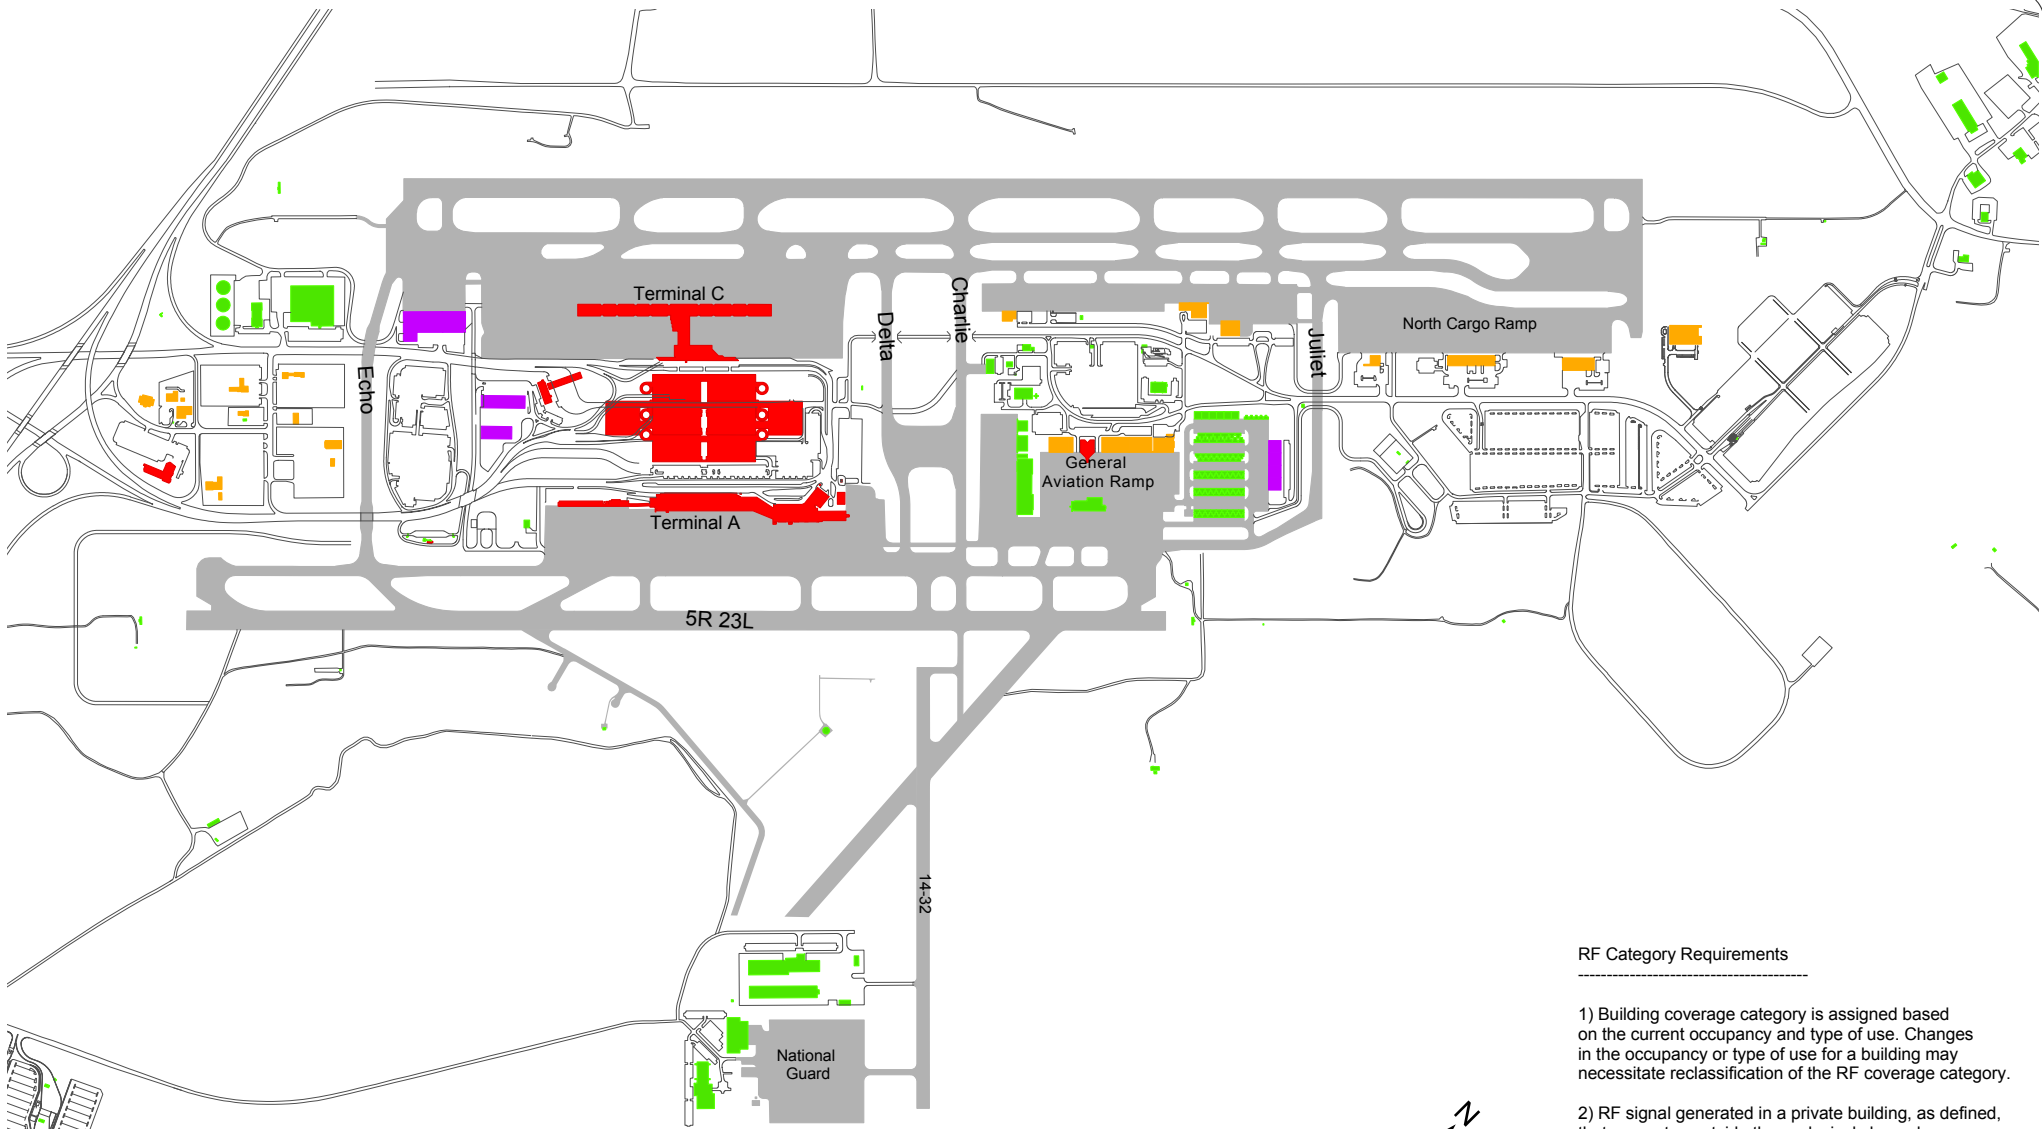 Terminal C
Charlie
Delta
Juliet
North Cargo Ramp
Echo
General
Aviation Ramp
Terminal A
5R 23L
14-32
National
Guard
N
RF Category Requirements
----------------------------------------
1) Building coverage category is assigned based
on the current occupancy and type of use. Changes
in the occupancy or type of use for a building may
necessitate reclassification of the RF coverage category.
2) RF signal generated in a private building, as defined,